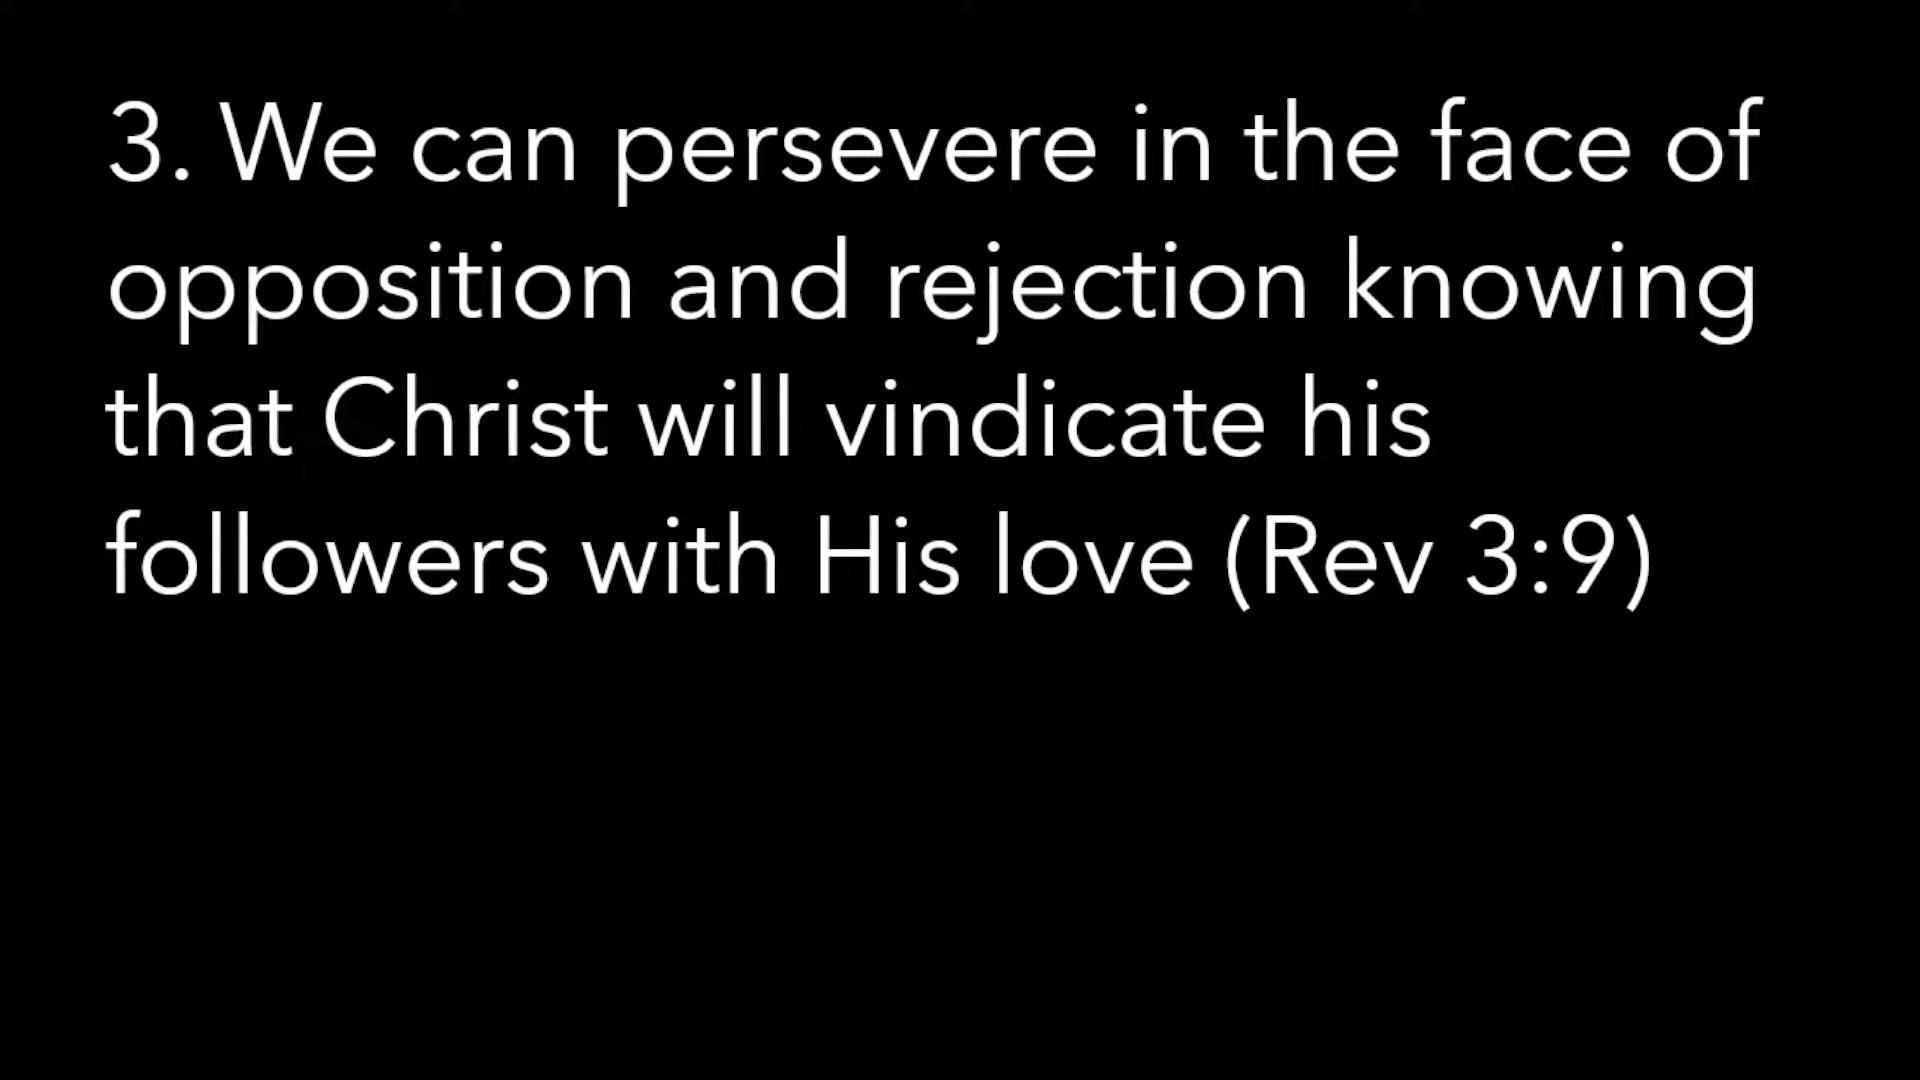 3. We can persevere in the face of
opposition and rejection knowing
that Christ will vindicate his
followers with His love (Rev 3:9)